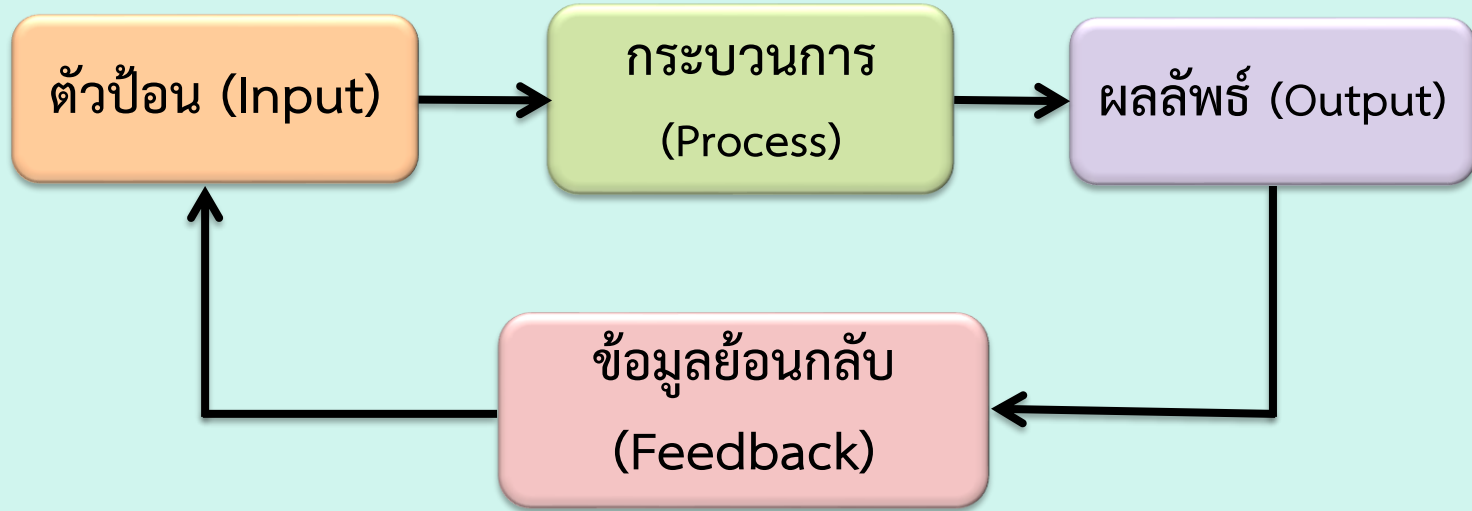 ตัวป้อน (Input)
กระบวนการ
(Process)
ผลลัพธ์ (Output)
ข้อมูลย้อนกลับ
(Feedback)